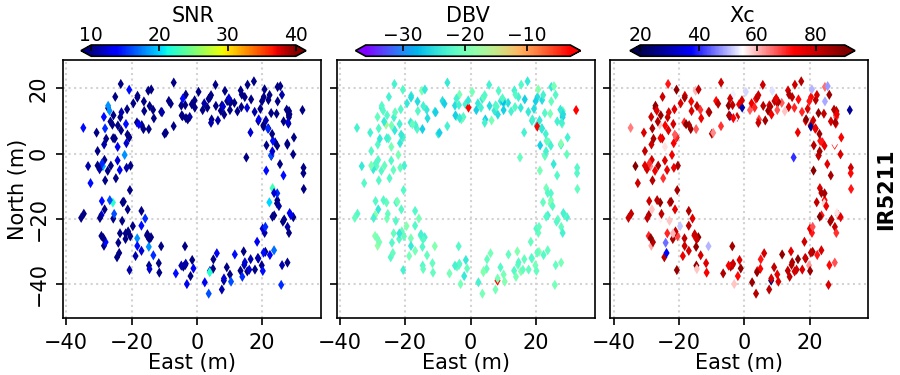 SNR DBV Xc
10 20 30 40 −30 −20 −10 20 40 60 80
North (m)
20
0
−20
−40
−40 −20 0 20 −40 −20 0 20 −40 −20 0 20
East (m) East (m) East (m)
IR5211